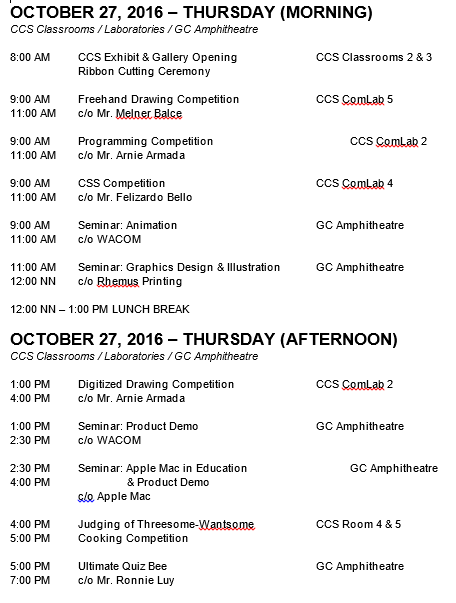 OCTOBER 27, 2016 – THURSDAY (MORNING)
CCS Classrooms / Laboratories / GC Amphitheatre
8:00 AM CCS Exhibit & Gallery Opening CCS Classrooms 2 & 3
Ribbon Cutting Ceremony
9:00 AM Freehand Drawing Competition CCS ComLab 5
11:00 AM c/o Mr. Melner Balce
9:00 AM Programming Competition CCS ComLab 2
11:00 AM c/o Mr. Arnie Armada
9:00 AM CSS Competition CCS ComLab 4
11:00 AM c/o Mr. Felizardo Bello
9:00 AM Seminar: Animation GC Amphitheatre
11:00 AM c/o WACOM
11:00 AM Seminar: Graphics Design & Illustration GC Amphitheatre
12:00 NN c/o Rhemus Printing
12:00 NN – 1:00 PM LUNCH BREAK
OCTOBER 27, 2016 – THURSDAY (AFTERNOON)
CCS Classrooms / Laboratories / GC Amphitheatre
1:00 PM Digitized Drawing Competition CCS ComLab 2
4:00 PM c/o Mr. Arnie Armada
1:00 PM Seminar: Product Demo GC Amphitheatre
2:30 PM c/o WACOM
2:30 PM Seminar: Apple Mac in Education GC Amphitheatre
4:00 PM & Product Demo
c/o Apple Mac
4:00 PM Judging of Threesome-Wantsome CCS Room 4 & 5
5:00 PM Cooking Competition
5:00 PM Ultimate Quiz Bee GC Amphitheatre
7:00 PM c/o Mr. Ronnie Luy